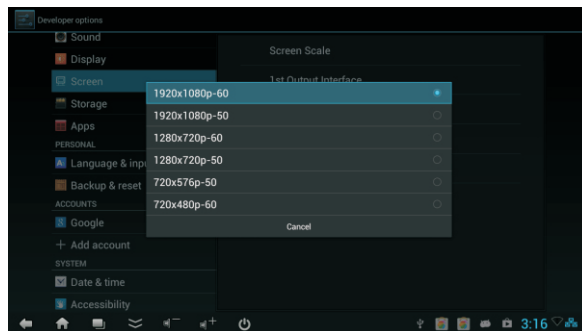 Developer options
Sound
Display
Screen
Storage
Apps
PERSONAL
Language & inpu
Backup & reset
ACCOUNTS
Google
Add account
SYSTEM
Date & time
Accessibility
Screen Scale
1st Output Interface
1920x1080p-60
1920x1080p-50
1280x720p-60
1280x720p-50
720x576p-50
720x480p-60
Cancel
3:16